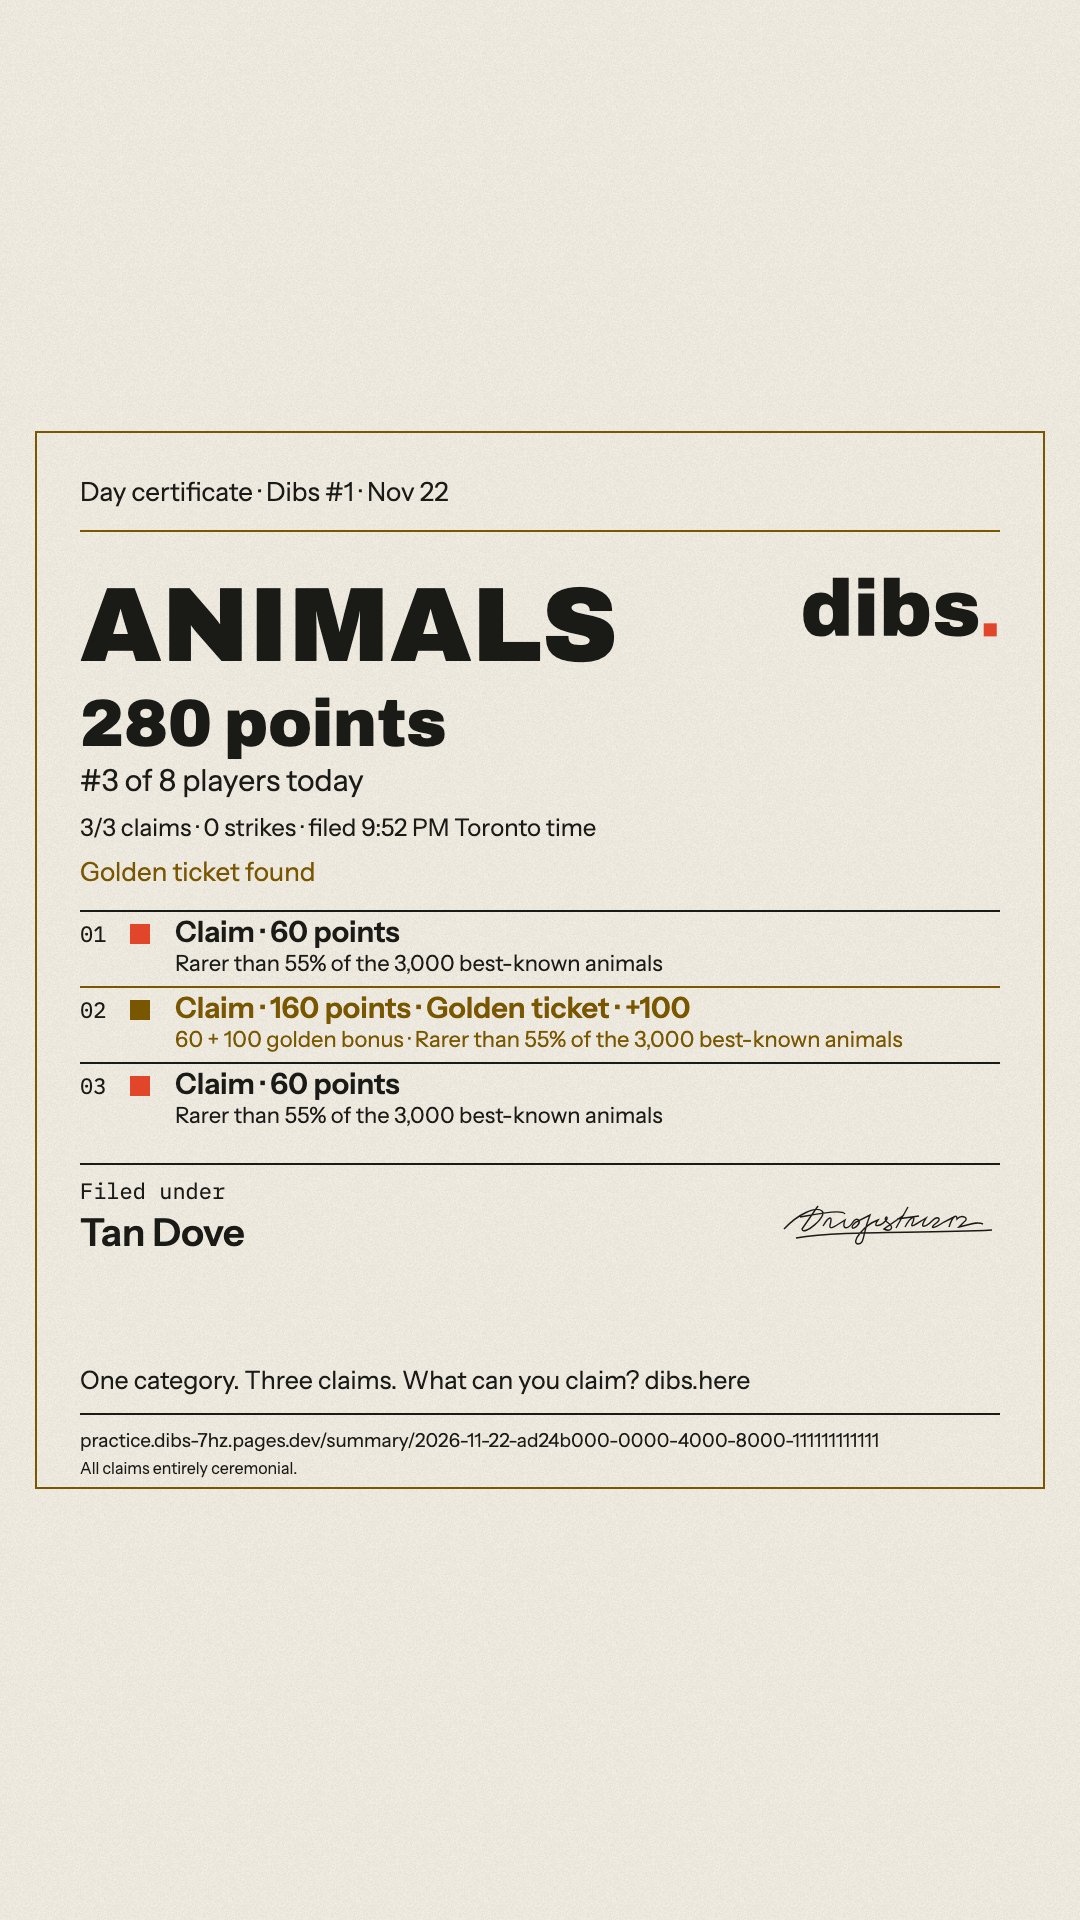 Day certificate · Dibs #1 · Nov 22
ANIMALS
dibs.
280 points
#3 of 8 players today
3/3 claims · 0 strikes · filed 9:52 PM Toronto time
Golden ticket found
01 Claim · 60 points
Rarer than 55% of the 3,000 best-known animals
02 Claim · 160 points · Golden ticket · +100
60 + 100 golden bonus · Rarer than 55% of the 3,000 best-known animals
03 Claim · 60 points
Rarer than 55% of the 3,000 best-known animals
Filed under
Tan Dove
One category. Three claims. What can you claim? dibs.here
practice.dibs-7hz.pages.dev/summary/2026-11-22-ad24b000-0000-4000-8000-111111111111
All claims entirely ceremonial.